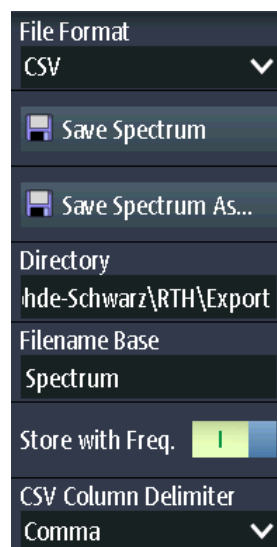 File Format
CSV
Save Spectrum
Save Spectrum As...
Directory
hde-Schwarz\RTH\Export
Filename Base
Spectrum
Store with Freq. I
CSV Column Delimiter
Comma